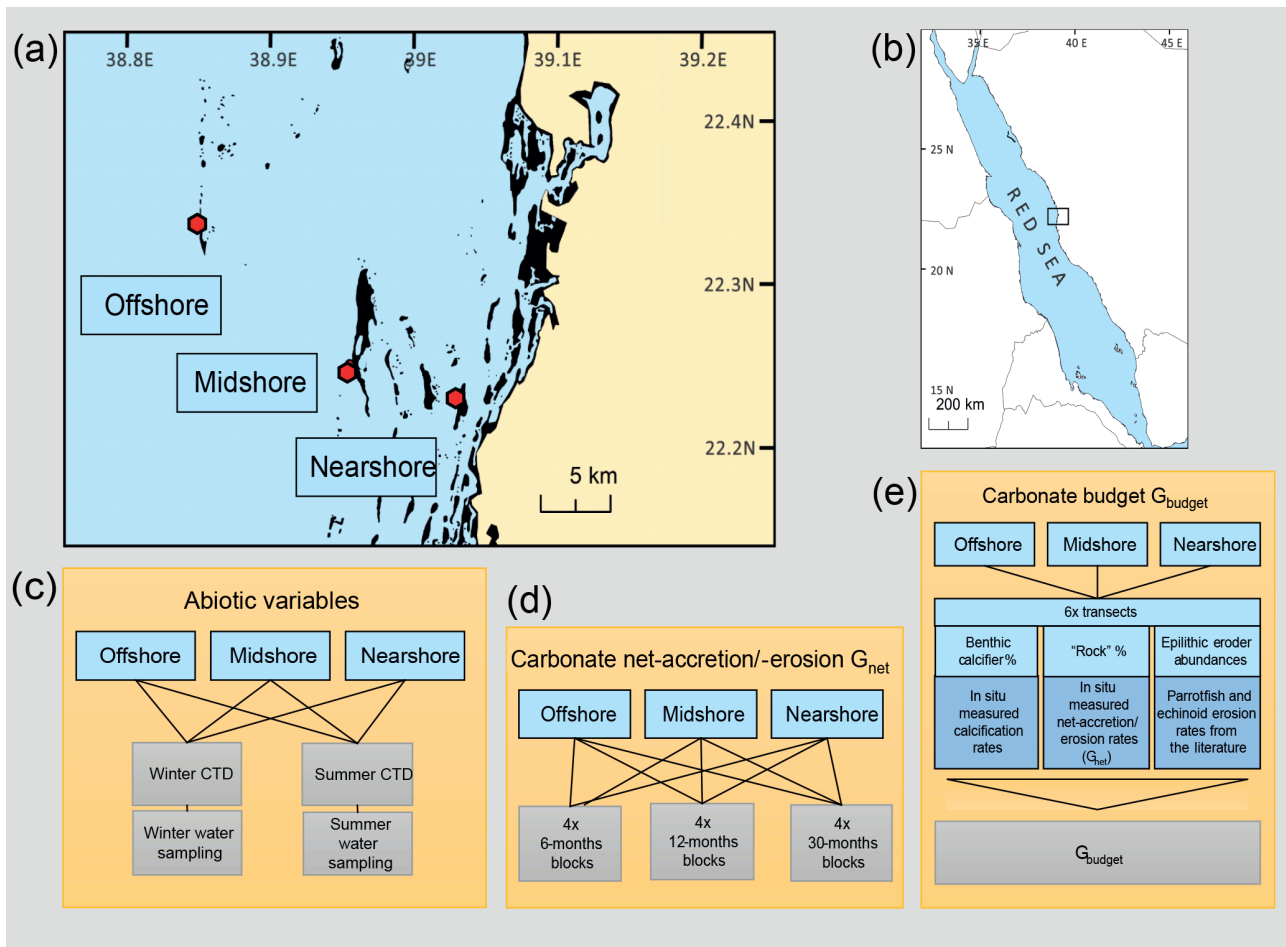 (a)
38.8E
38.9E
39E
39.1E
39.2E
22.4N
22.3N
22.2N
Offshore
Midshore
Nearshore
5 km
(b)
35 E
40 E
45 E
25 N
20 N
15 N
RED SEA
200 km
(c)
Abiotic variables
Offshore
Midshore
Nearshore
Winter CTD
Summer CTD
Winter water
sampling
Summer
water
sampling
(d)
Carbonate net-accretion/-erosion Gnet
Offshore
Midshore
Nearshore
4x
6-months
blocks
4x
12-months
blocks
4x
30-months
blocks
(e)
Carbonate budget Gbudget
Offshore
Midshore
Nearshore
6x transects
Benthic
calcifier %
“Rock” %
Epilithic eroder
abundances
In situ
measured
calcification
rates
In situ
measured
net-accretion/
erosion rates
(Gnet)
Parrotfish and
echinoid erosion
rates from
the literature
Gbudget